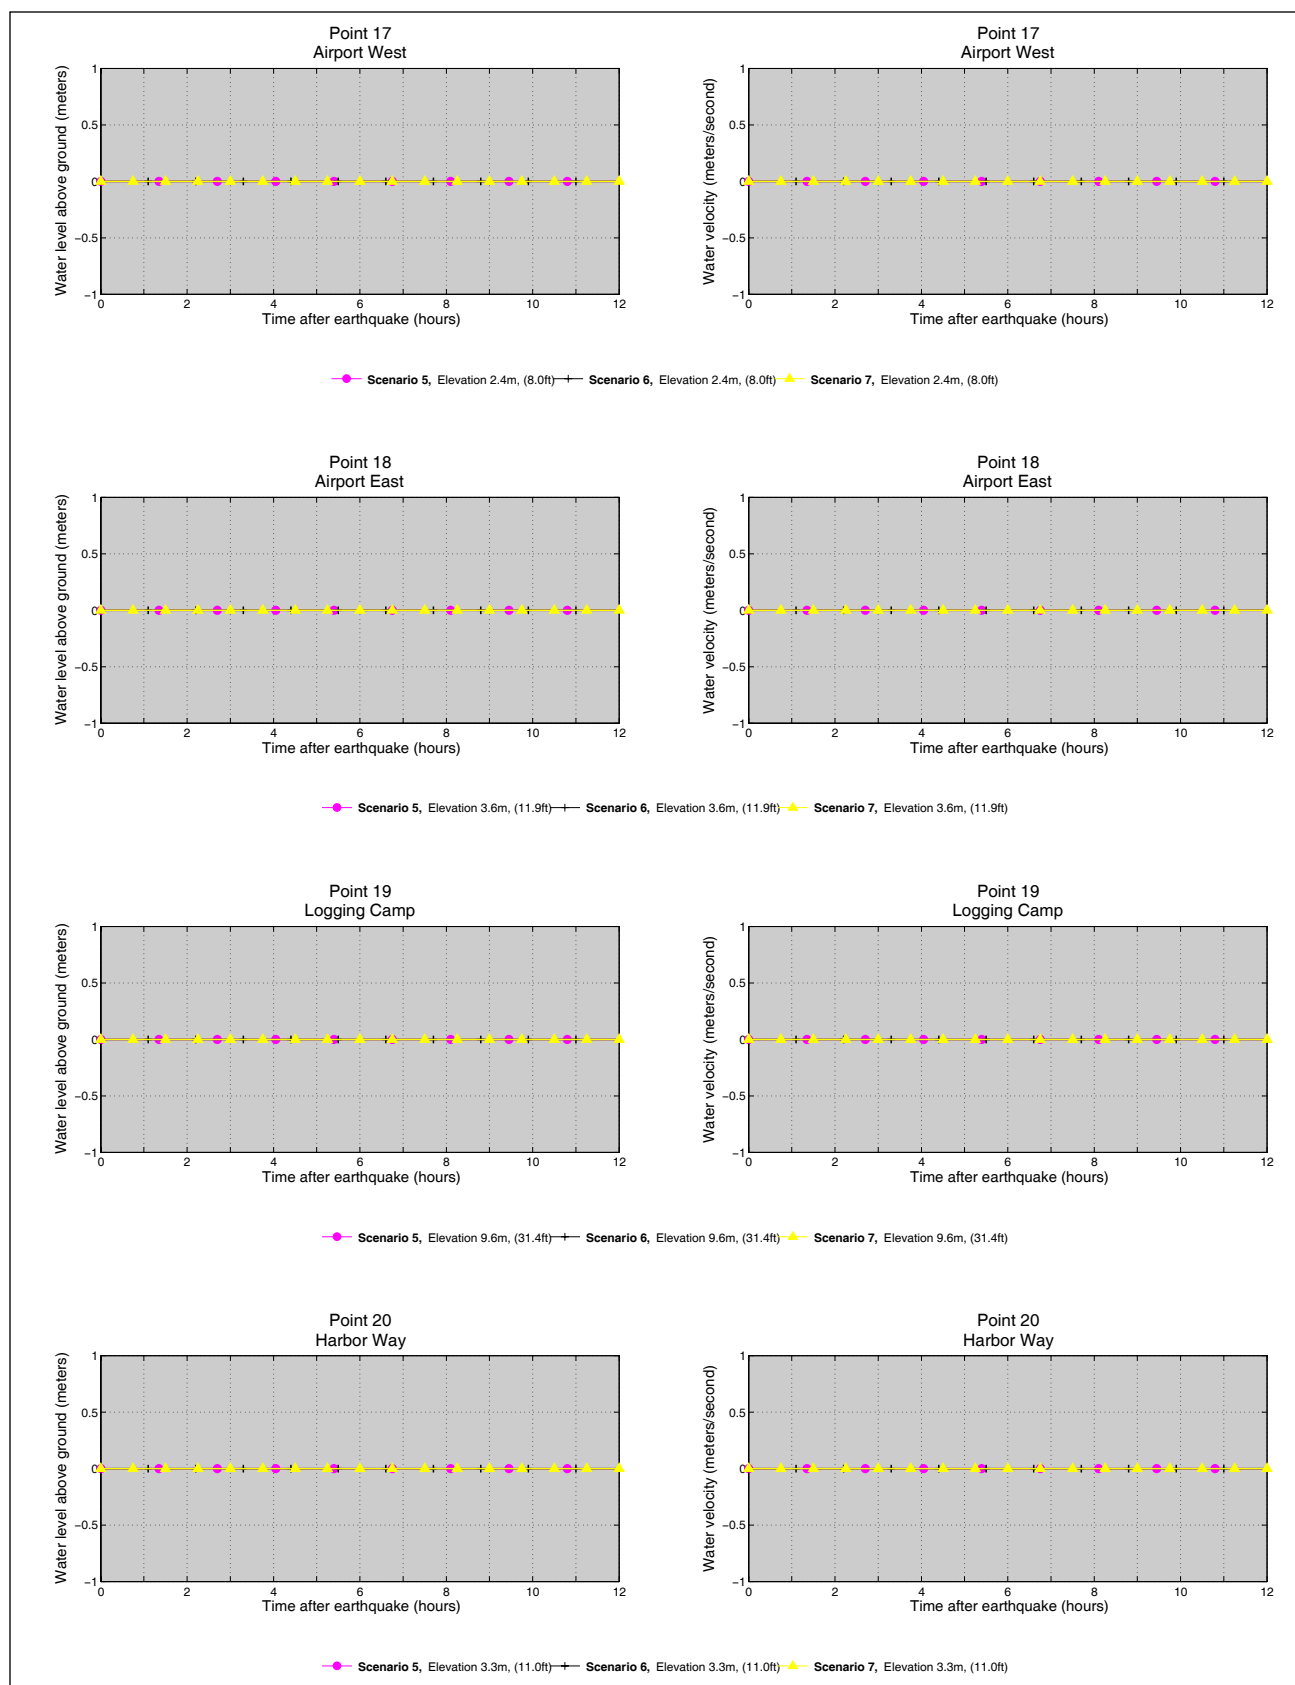 Point 17
Airport West
Water level above ground (meters)
1
0.5
0
−0.5
−1
0 2 4 6 8 10 12
Time after earthquake (hours)
Point 17
Airport West
Water velocity (meters/second)
1
0.5
0
−0.5
−1
0 2 4 6 8 10 12
Time after earthquake (hours)
Scenario 5, Elevation 2.4m, (8.0ft) Scenario 6, Elevation 2.4m, (8.0ft) Scenario 7, Elevation 2.4m, (8.0ft)
Point 18
Airport East
Water level above ground (meters)
1
0.5
0
−0.5
−1
0 2 4 6 8 10 12
Time after earthquake (hours)
Point 18
Airport East
Water velocity (meters/second)
1
0.5
0
−0.5
−1
0 2 4 6 8 10 12
Time after earthquake (hours)
Scenario 5, Elevation 3.6m, (11.9ft) Scenario 6, Elevation 3.6m, (11.9ft) Scenario 7, Elevation 3.6m, (11.9ft)
Point 19
Logging Camp
Water level above ground (meters)
1
0.5
0
−0.5
−1
0 2 4 6 8 10 12
Time after earthquake (hours)
Point 19
Logging Camp
Water velocity (meters/second)
1
0.5
0
−0.5
−1
0 2 4 6 8 10 12
Time after earthquake (hours)
Scenario 5, Elevation 9.6m, (31.4ft) Scenario 6, Elevation 9.6m, (31.4ft) Scenario 7, Elevation 9.6m, (31.4ft)
Point 20
Harbor Way
Water level above ground (meters)
1
0.5
0
−0.5
−1
0 2 4 6 8 10 12
Time after earthquake (hours)
Point 20
Harbor Way
Water velocity (meters/second)
1
0.5
0
−0.5
−1
0 2 4 6 8 10 12
Time after earthquake (hours)
Scenario 5, Elevation 3.3m, (11.0ft) Scenario 6, Elevation 3.3m, (11.0ft) Scenario 7, Elevation 3.3m, (11.0ft)